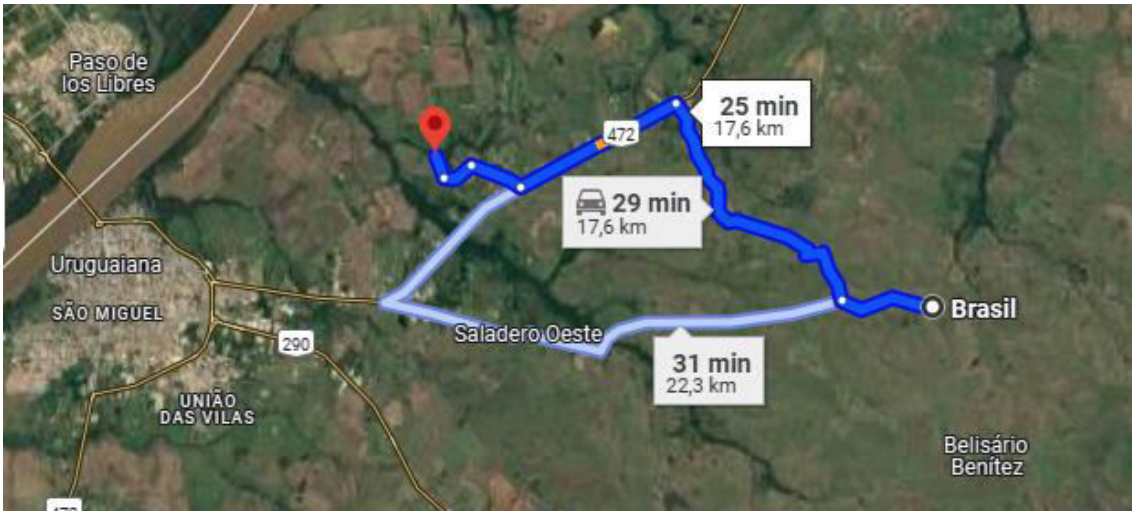 Paso de
los Libres
472
25 min
17,6 km
29 min
17,6 km
Uruguaiana
SÃO MIGUEL
290
Saladero Oeste
Brasil
31 min
22,3 km
UNIÃO
DAS VILAS
Belisário
Benítez